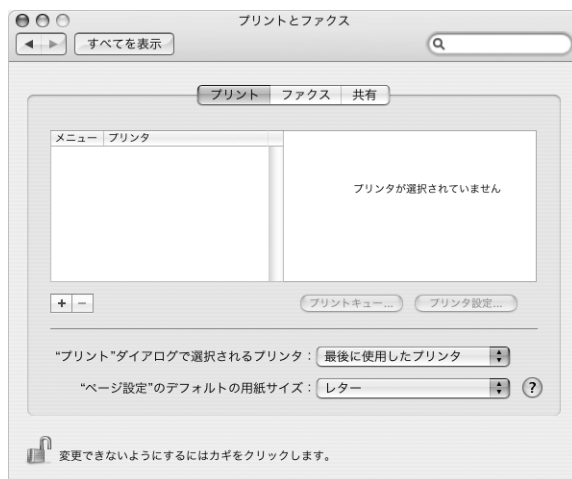 プリントとファクス
すべてを表示
プリント ファクス 共有
メニュー プリンタ
プリンタが選択されていません
+ −
プリントキュー... プリンタ設定...
“プリント”ダイアログで選択されるプリンタ： 最後に使用したプリンタ
“ページ設定”のデフォルトの用紙サイズ： レター ?
変更できないようにするにはカギをクリックします。